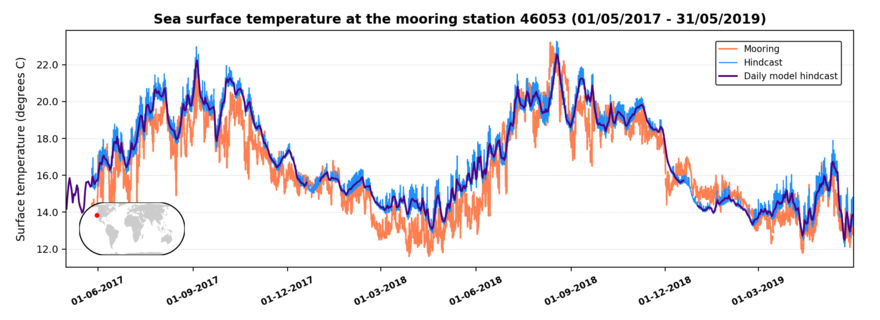 Sea surface temperature at the mooring station 46053 (01/05/2017 - 31/05/2019)
Surface temperature (degrees C)
22.0
20.0
18.0
16.0
14.0
12.0
Mooring
Hindcast
Daily model hindcast
01-06-2017
01-09-2017
01-12-2017
01-03-2018
01-06-2018
01-09-2018
01-12-2018
01-03-2019